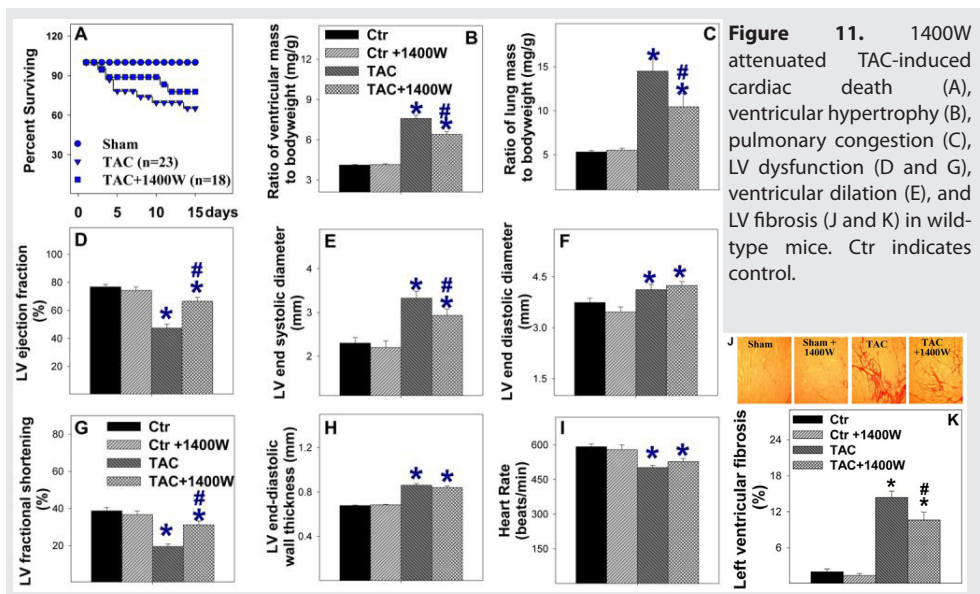 A
Percent Surviving
120
90
60
30
Sham
TAC (n=23)
TAC+1400W (n=18)
0 5 10 15 days
B
Ratio of ventricular mass
to bodyweight (mg/g)
9
6
3
Ctr
Ctr +1400W
TAC
TAC+1400W
*
#
*
C
Ratio of lung mass
to bodyweight (mg/g)
15
10
5
*
#
*
Figure 11. 1400W
attenuated TAC-induced
cardiac death (A),
ventricular hypertrophy (B),
pulmonary congestion (C),
LV dysfunction (D and G),
ventricular dilation (E), and
LV fibrosis (J and K) in wild-
type mice. Ctr indicates
control.
D
LV ejection fraction
(%)
100
80
60
40
20
*
#
*
E
LV end systolic diameter
(mm)
4
3
2
*
#
*
F
LV end diastolic diameter
(mm)
4.5
3.0
1.5
*
*
G
LV fractional shortening
(%)
80
60
40
20
Ctr
Ctr +1400W
TAC
TAC+1400W
*
#
*
H
LV end-diastolic
wall thickness (mm)
1.2
0.8
0.4
*
*
I
Heart Rate
(beats/min)
600
450
300
150
*
*
J
Sham
Sham +
1400W
TAC
TAC
+1400W
K
Left ventricular fibrosis
(%)
24
18
12
6
Ctr
Ctr +1400W
TAC
TAC+1400W
*
#
*